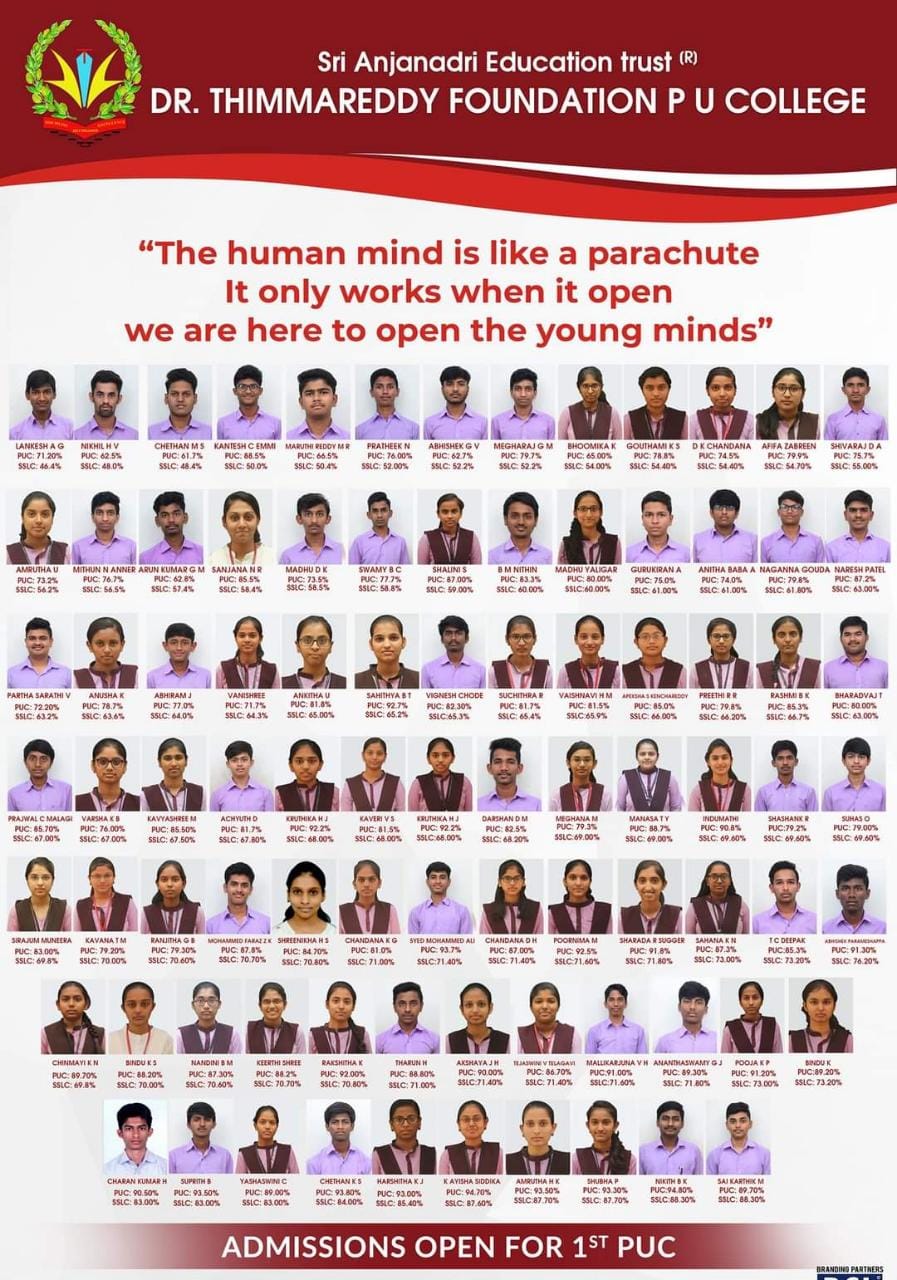 Sri Anjanadri Education trust (R)
DR. THIMMAREDDY FOUNDATION P U COLLEGE
“The human mind is like a parachute
It only works when it open
we are here to open the young minds”
LANKESH A G NIKHIL H V CHETHAN M S KANTESH C EMMI MARUTHI REDDY M R PRATHEEK N ABHISHEK G V MEGHARAJ G M BHOOMIKA K GOUTHAMI K S D K CHANDANA AFIFA ZABREEN SHIVARAJ D A
PUC: 71.20% PUC: 62.5% PUC: 61.7% PUC: 88.5% PUC: 66.5% PUC: 76.00% PUC: 62.7% PUC: 79.7% PUC: 65.00% PUC: 78.8% PUC: 74.5% PUC: 79.9% PUC: 75.7%
SSLC: 46.4% SSLC: 48.0% SSLC: 48.4% SSLC: 50.0% SSLC: 50.4% SSLC: 52.00% SSLC: 52.2% SSLC: 52.2% SSLC: 54.00% SSLC: 54.40% SSLC: 54.40% SSLC: 54.70% SSLC: 55.00%
AMRUTHA U MITHUN N ANNER ARUN KUMAR G M SANJANA N R MADHU D K SWAMY B C SHALINI S B M NITHIN MADHU YALIGAR GURUKIRAN A ANITHA BABA A NAGANNA GOUDA NARESH PATEL
PUC: 73.2% PUC: 76.7% PUC: 62.8% PUC: 85.5% PUC: 73.5% PUC: 77.7% PUC: 87.00% PUC: 83.3% PUC: 80.00% PUC: 75.0% PUC: 74.0% PUC: 79.8% PUC: 87.2%
SSLC: 56.2% SSLC: 56.5% SSLC: 57.4% SSLC: 58.4% SSLC: 58.5% SSLC: 58.8% SSLC: 59.00% SSLC: 60.00% SSLC:60.00% SSLC: 61.00% SSLC: 61.00% SSLC: 61.80% SSLC: 63.00%
PARTHA SARATHI V ANUSHA K ABHIRAM J VANISHREE ANKITHA U SAHITHYA B T VIGNESH CHODE SUCHITHRA R VAISHNAVI H M APEKSHA S KENCHAREDDY PREETHI R R RASHMI B K BHARADVAJ T
PUC: 72.20% PUC: 78.7% PUC: 77.0% PUC: 71.7% PUC: 81.8% PUC: 92.7% PUC: 82.30% PUC: 81.7% PUC: 81.5% PUC: 85.0% PUC: 79.8% PUC: 85.3% PUC: 80.00%
SSLC: 63.2% SSLC: 63.6% SSLC: 64.0% SSLC: 64.3% SSLC: 65.00% SSLC: 65.2% SSLC:65.3% SSLC: 65.4% SSLC:65.9% SSLC: 66.00% SSLC: 66.20% SSLC: 66.7% SSLC: 63.00%
PRAJWAL C MALAGI VARSHA K B KAVYASHREE M ACHYUTH D KRUTHIKA H J KAVERI V S KRUTHIKA H J DARSHAN D M MEGHANA M MANASA T Y INDUMATHI SHASHANK R SUHAS O
PUC: 85.70% PUC: 76.00% PUC: 85.50% PUC: 81.7% PUC: 92.2% PUC: 81.5% PUC: 92.2% PUC: 82.5% PUC: 79.3% PUC: 88.7% PUC: 90.8% PUC:79.2% PUC: 79.00%
SSLC: 67.00% SSLC: 67.00% SSLC: 67.50% SSLC: 67.80% SSLC: 68.00% SSLC: 68.00% SSLC: 68.00% SSLC: 68.20% SSLC:69.00% SSLC: 69.00% SSLC: 69.60% SSLC: 69.60% SSLC: 69.60%
SIRAJUM MUNEERA KAVANA T M RANJITHA G B MOHAMMED FARAZ Z K SHREENIKHA H S CHANDANA K G SYED MOHAMMED ALI CHANDANA D H POORNIMA M SHARADA R SUGGER SAHANA K N T C DEEPAK ABHISHEK PARAMESHAPPA
PUC: 83.00% PUC: 79.20% PUC: 79.30% PUC: 87.8% PUC: 84.70% PUC: 81.0% PUC: 93.7% PUC: 87.00% PUC: 92.5% PUC: 91.8% PUC: 87.3% PUC:85.3% PUC: 91.30%
SSLC: 69.8% SSLC: 70.00% SSLC: 70.60% SSLC: 70.70% SSLC: 70.80% SSLC: 71.00% SSLC:71.40% SSLC: 71.40% SSLC:71.60% SSLC: 71.80% SSLC: 73.00% SSLC: 73.20% SSLC: 76.20%
CHINMAYI K N BINDU K S NANDINI B M KEERTHI SHREE RAKSHITHA K THARUN H AKSHAYA J H TEJASWINI V TELAGAVI MALLIKARJUNA V H ANANTHASWAMY G J POOJA K P BINDU K
PUC: 89.70% PUC: 88.20% PUC: 87.30% PUC: 88.2% PUC: 92.00% PUC: 88.80% PUC: 90.00% PUC: 86.70% PUC:91.00% PUC: 89.30% PUC: 91.20% PUC:89.20%
SSLC: 69.8% SSLC: 70.00% SSLC: 70.60% SSLC: 70.70% SSLC: 70.80% SSLC: 71.00% SSLC:71.40% SSLC: 71.40% SSLC:71.60% SSLC: 71.80% SSLC: 73.00% SSLC: 73.20%
CHARAN KUMAR H SUPRITH B YASHASWINI C CHETHAN K S HARSHITHA K J K AYISHA SIDDIKA AMRUTHA H K SHUBHA P NIKITH B K SAI KARTHIK M
PUC: 90.50% PUC: 93.50% PUC: 89.00% PUC: 93.80% PUC: 93.00% PUC: 94.70% PUC: 93.50% PUC: 93.30% PUC:94.80% PUC: 89.70%
SSLC: 83.00% SSLC: 83.00% SSLC: 83.00% SSLC: 84.00% SSLC: 85.40% SSLC: 87.60% SSLC:87.70% SSLC: 87.70% SSLC:88.30% SSLC: 88.30%
ADMISSIONS OPEN FOR 1ST PUC
BRANDING PARTNERS